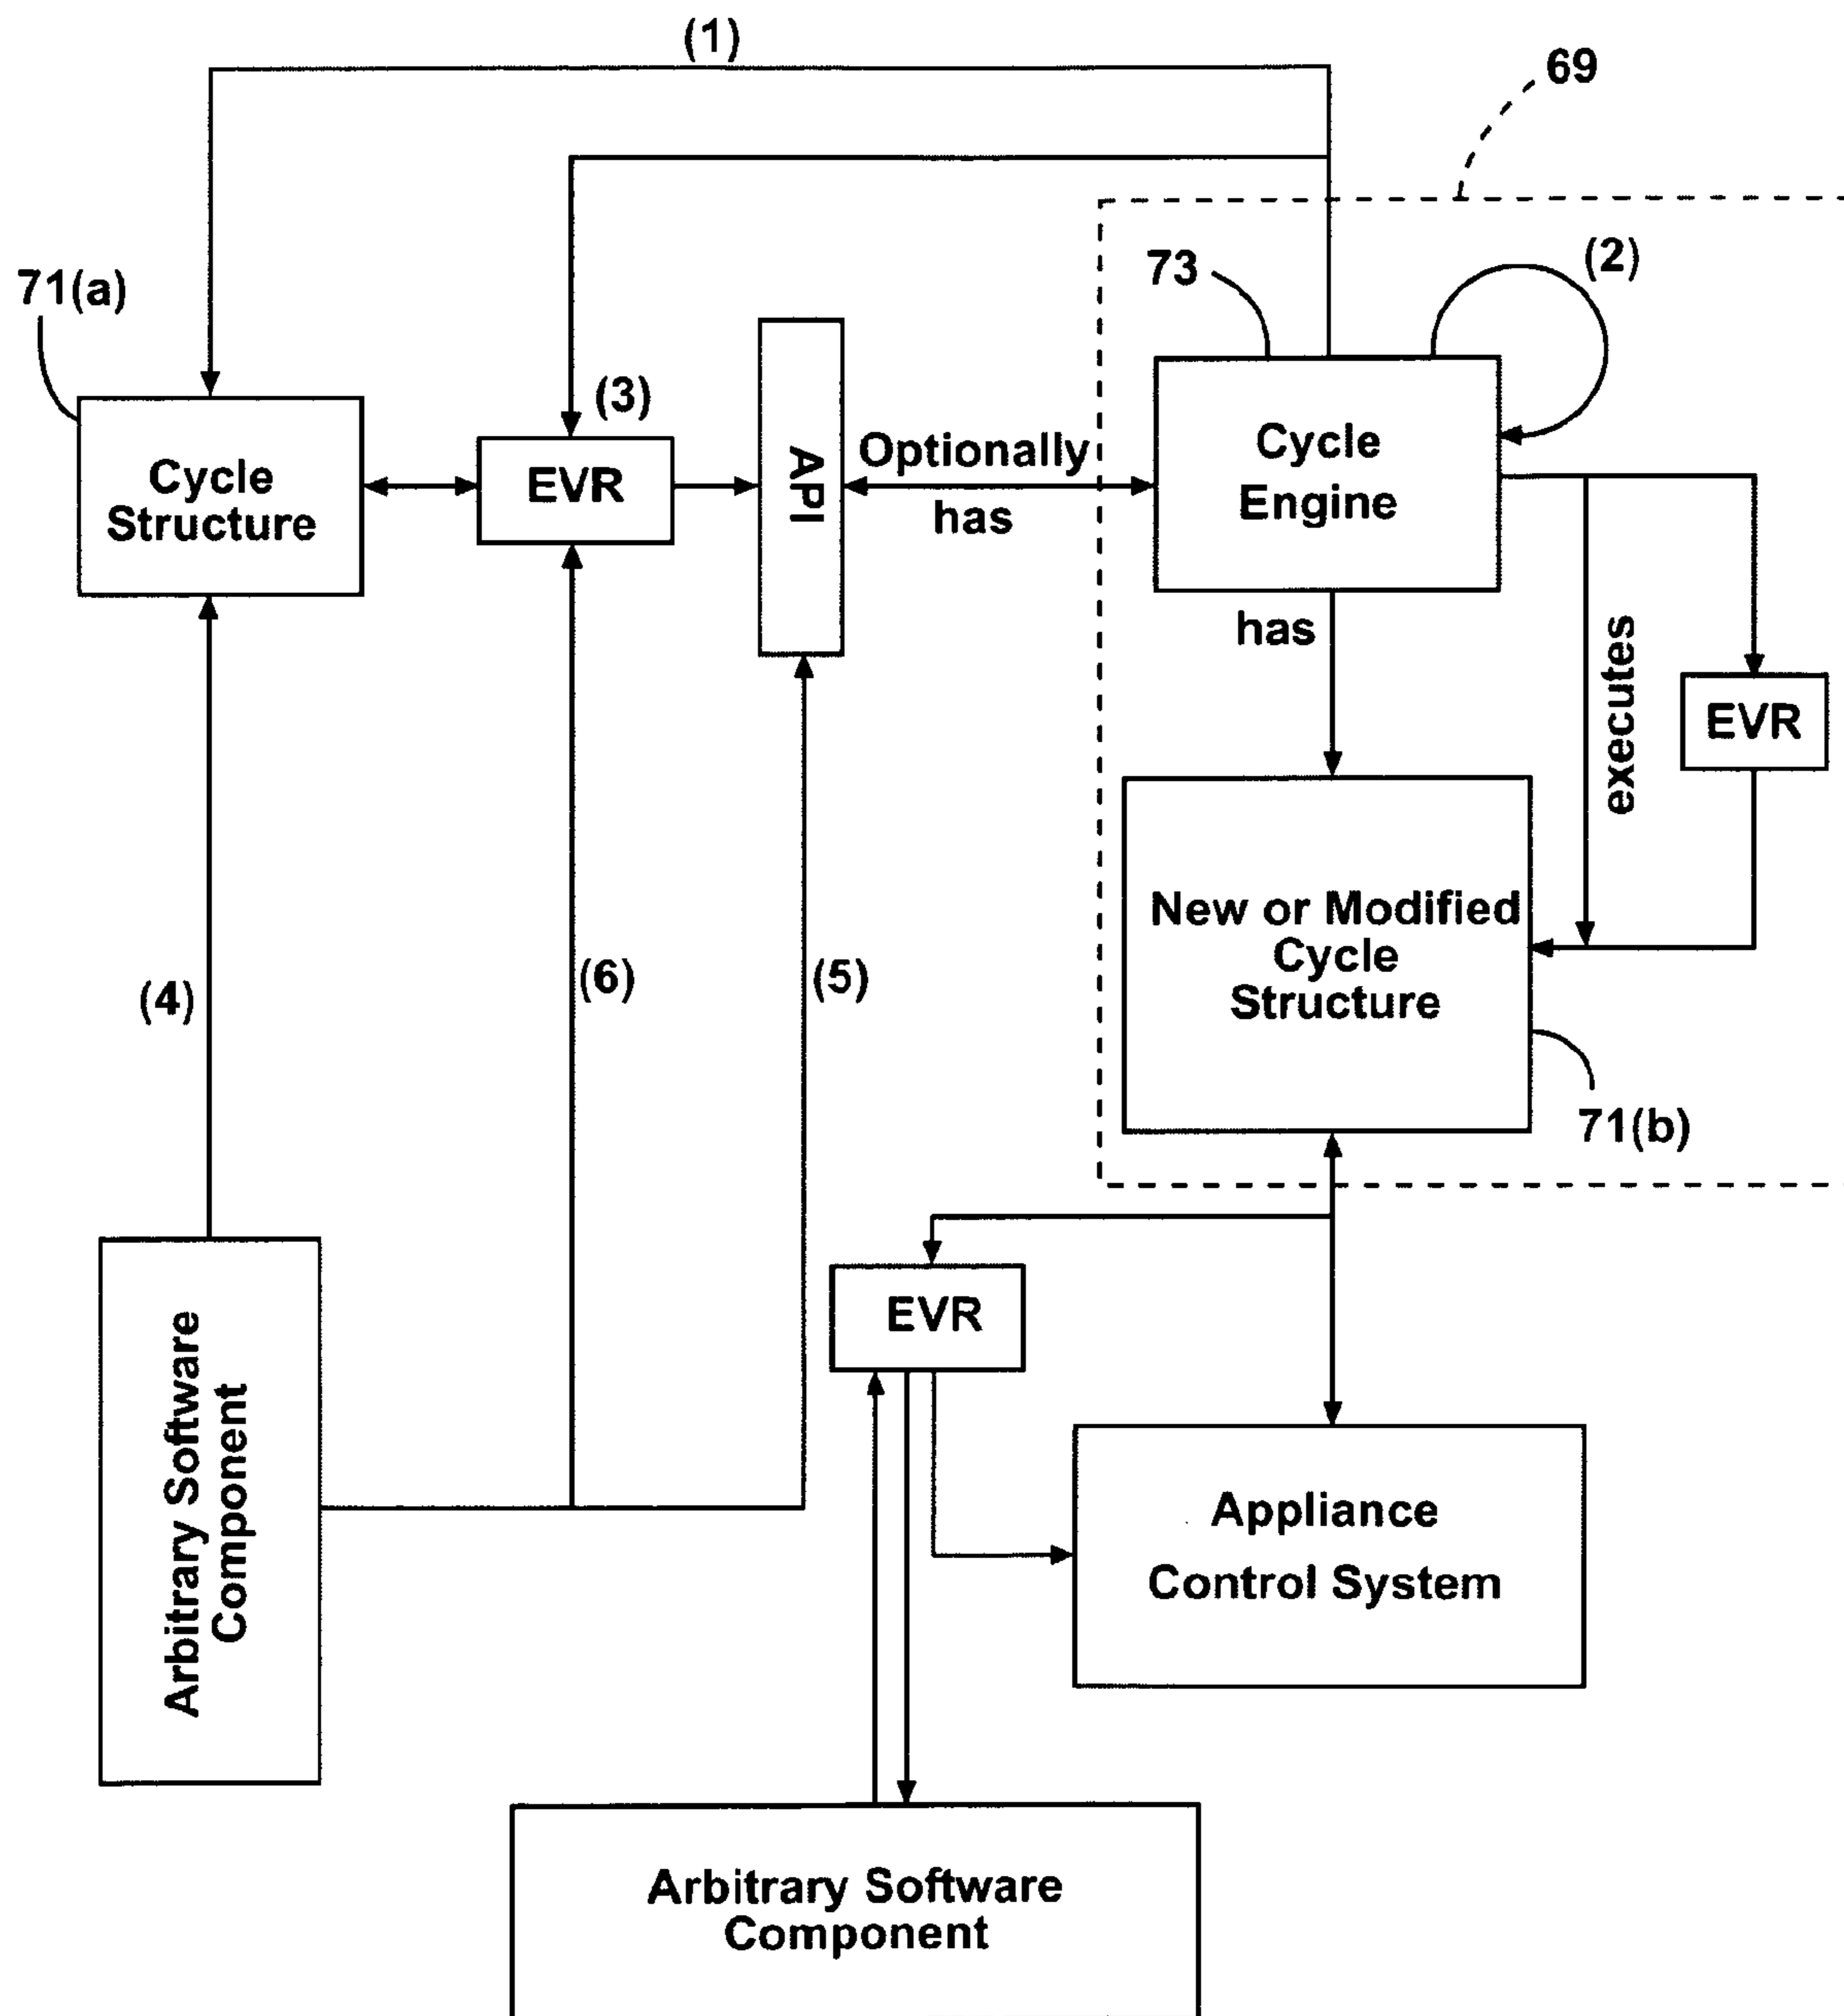 (1)
69
73
(2)
71(a)
(3)
Cycle
Structure
EVR
API
Optionally
has
Cycle
Engine
has
executes
EVR
New or Modified
Cycle
Structure
(4)
(6)
(5)
71(b)
EVR
Arbitrary Software
Component
Appliance
Control System
Arbitrary Software
Component